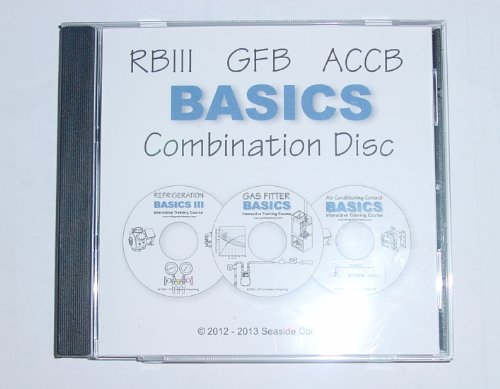 RBIII GFB ACCB
BASICS
Combination Disc
REFRIGERATION
BASICS III
Interactive Training Course
GAS FITTER
BASICS
Interactive Training Course
Air Conditioning Control
BASICS
Interactive Training Course
© 2012 - 2013 Seaside